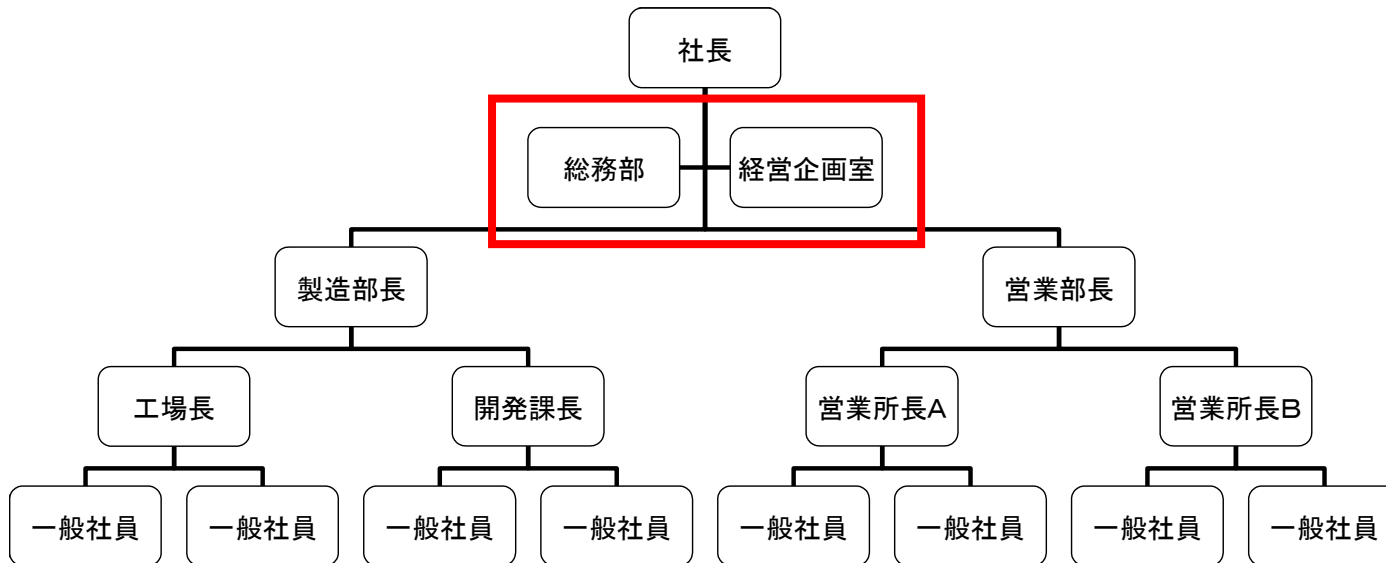 社長
総務部
経営企画室
製造部長
営業部長
工場長
開発課長
営業所長A
営業所長B
一般社員
一般社員
一般社員
一般社員
一般社員
一般社員
一般社員
一般社員